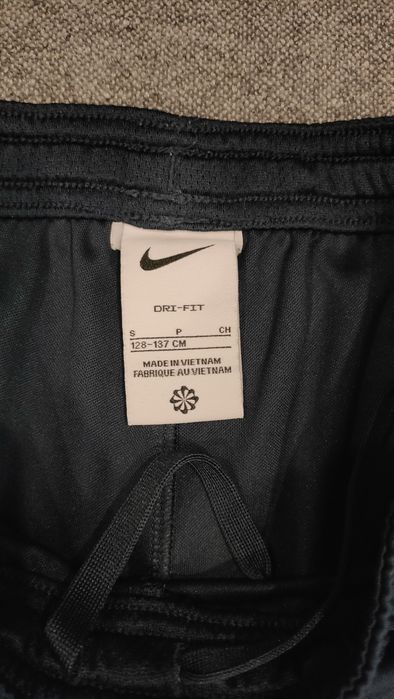 DRI-FIT
S P CH
128-137 CM
MADE IN VIETNAM
FABRIQUE AU VIETNAM